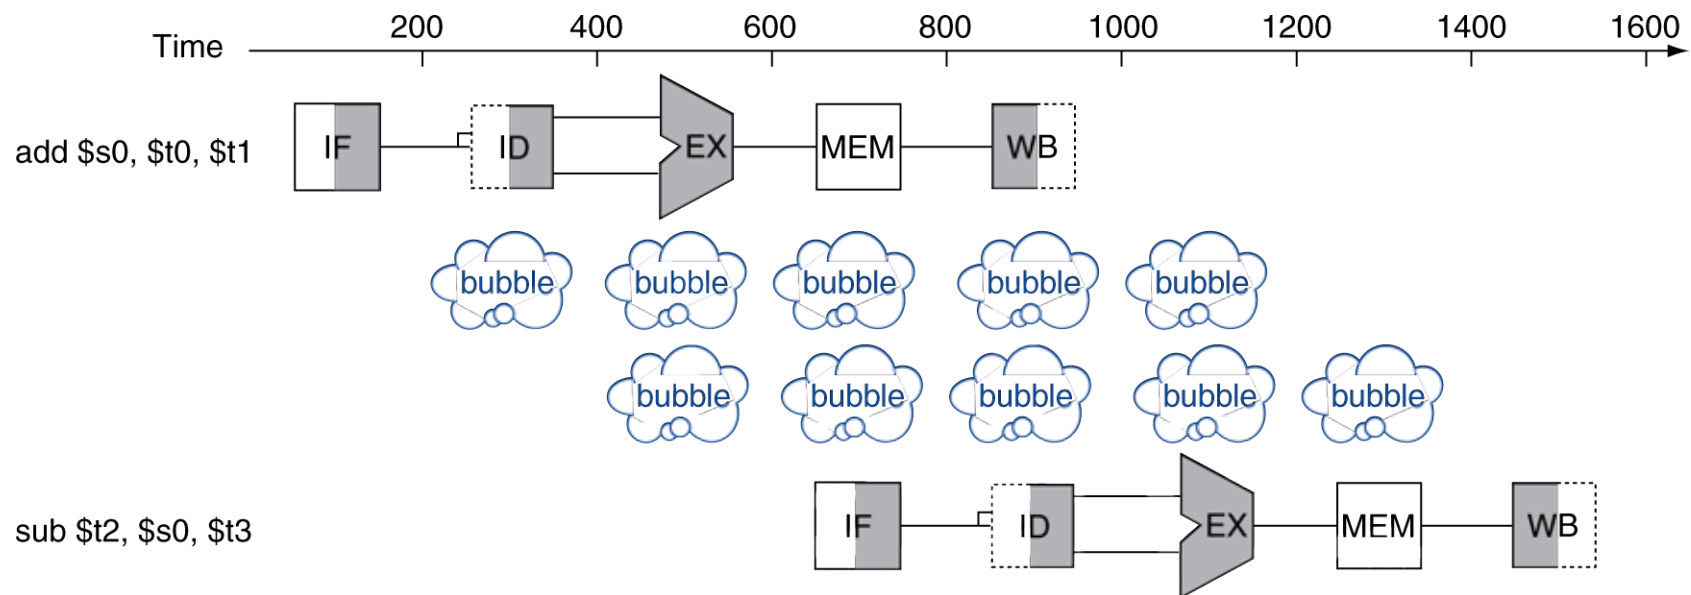 200 400 600 800 1000 1200 1400 1600
Time
add $s0, $t0, $t1 IF ID EX MEM WB
bubble bubble bubble bubble bubble
bubble bubble bubble bubble bubble
sub $t2, $s0, $t3 IF ID EX MEM WB